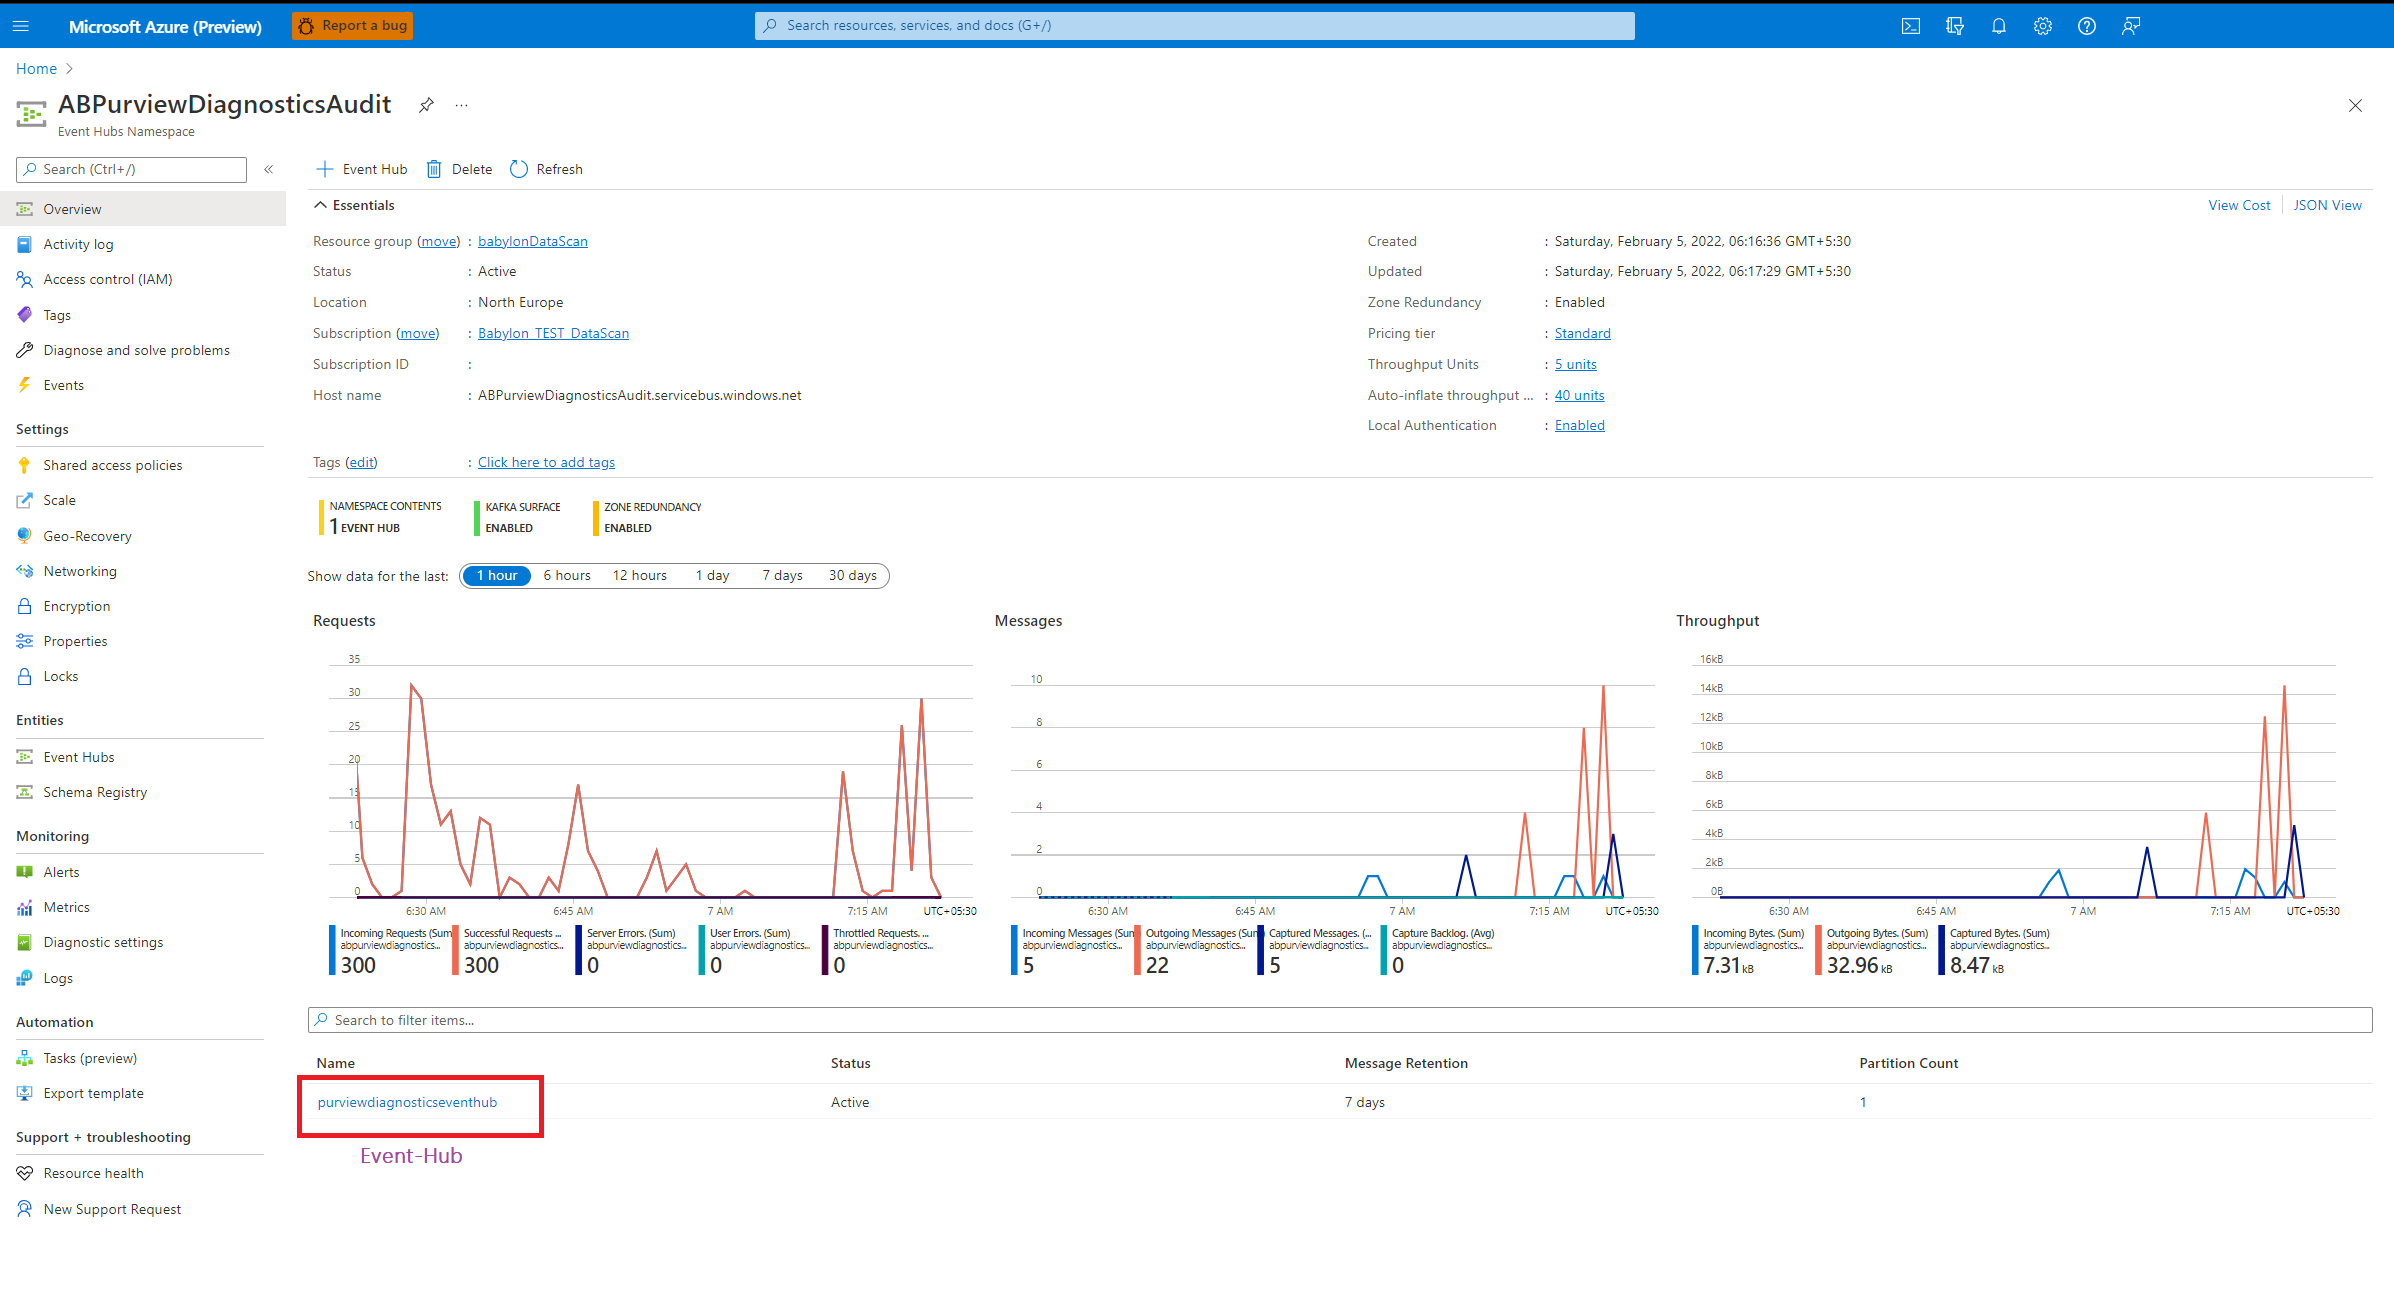 Microsoft Azure (Preview)
Report a bug
Search resources, services, and docs (G+/)
Home
ABPurviewDiagnosticsAudit
...
Event Hubs Namespace
Search (Ctrl+/)
«
Overview
Activity log
Access control (IAM)
Tags
Diagnose and solve problems
Events
Settings
Shared access policies
Scale
Geo-Recovery
Networking
Encryption
Properties
Locks
Entities
Event Hubs
Schema Registry
Monitoring
Alerts
Metrics
Diagnostic settings
Logs
Automation
Tasks (preview)
Export template
Support + troubleshooting
Resource health
New Support Request
Event Hub
Delete
Refresh
Essentials
View Cost
JSON View
Resource group (move) : babylonDataScan
Status : Active
Location : North Europe
Subscription (move) : Babylon_TEST_DataScan
Subscription ID :
Host name : ABPurviewDiagnosticsAudit.servicebus.windows.net
Created : Saturday, February 5, 2022, 06:16:36 GMT+5:30
Updated : Saturday, February 5, 2022, 06:17:29 GMT+5:30
Zone Redundancy : Enabled
Pricing tier : Standard
Throughput Units : 5 units
Auto-inflate throughput ... : 40 units
Local Authentication : Enabled
Tags (edit) : Click here to add tags
NAMESPACE CONTENTS
1 EVENT HUB
KAFKA SURFACE
ENABLED
ZONE REDUNDANCY
ENABLED
Show data for the last: 1 hour 6 hours 12 hours 1 day 7 days 30 days
Requests
35
30
25
20
15
10
5
0
6:30 AM 6:45 AM 7 AM 7:15 AM UTC+05:30
Incoming Requests (Sum
abpurviewdiagnostics...
300
Successful Requests ...
abpurviewdiagnostics...
300
Server Errors. (Sum)
abpurviewdiagnostics...
0
User Errors. (Sum)
abpurviewdiagnostics...
0
Throttled Requests. ...
abpurviewdiagnostics...
0
Messages
10
8
6
4
2
0
6:30 AM 6:45 AM 7 AM 7:15 AM UTC+05:30
Incoming Messages (Sum
abpurviewdiagnostics...
5
Outgoing Messages (Sum
abpurviewdiagnostics...
22
Captured Messages. (...
abpurviewdiagnostics...
5
Capture Backlog. (Avg)
abpurviewdiagnostics...
0
Throughput
16kB
14kB
12kB
10kB
8kB
6kB
4kB
2kB
0B
6:30 AM 6:45 AM 7 AM 7:15 AM UTC+05:30
Incoming Bytes. (Sum)
abpurviewdiagnostics...
7.31 kB
Outgoing Bytes. (Sum)
abpurviewdiagnostics...
32.96 kB
Captured Bytes. (Sum)
abpurviewdiagnostics...
8.47 kB
Search to filter items...
Name Status Message Retention Partition Count
purviewdiagnosticseventhub Active 7 days 1
Event-Hub